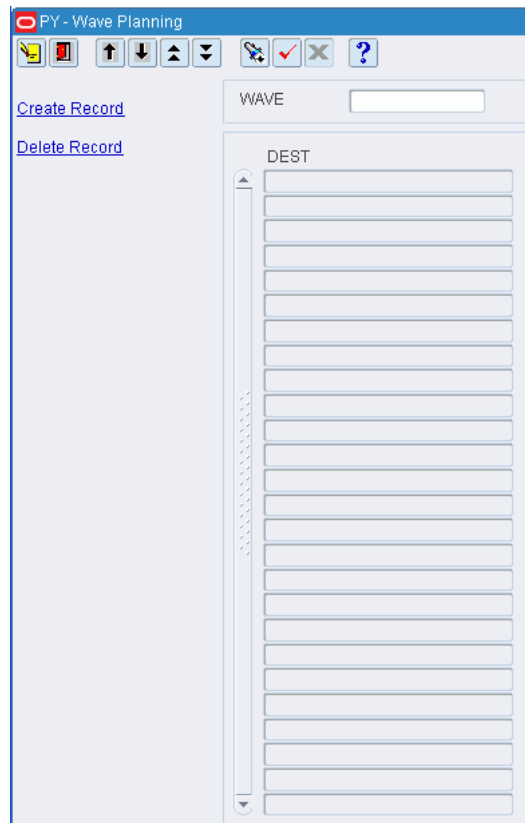 PY - Wave Planning
?
Create Record
WAVE
Delete Record
DEST